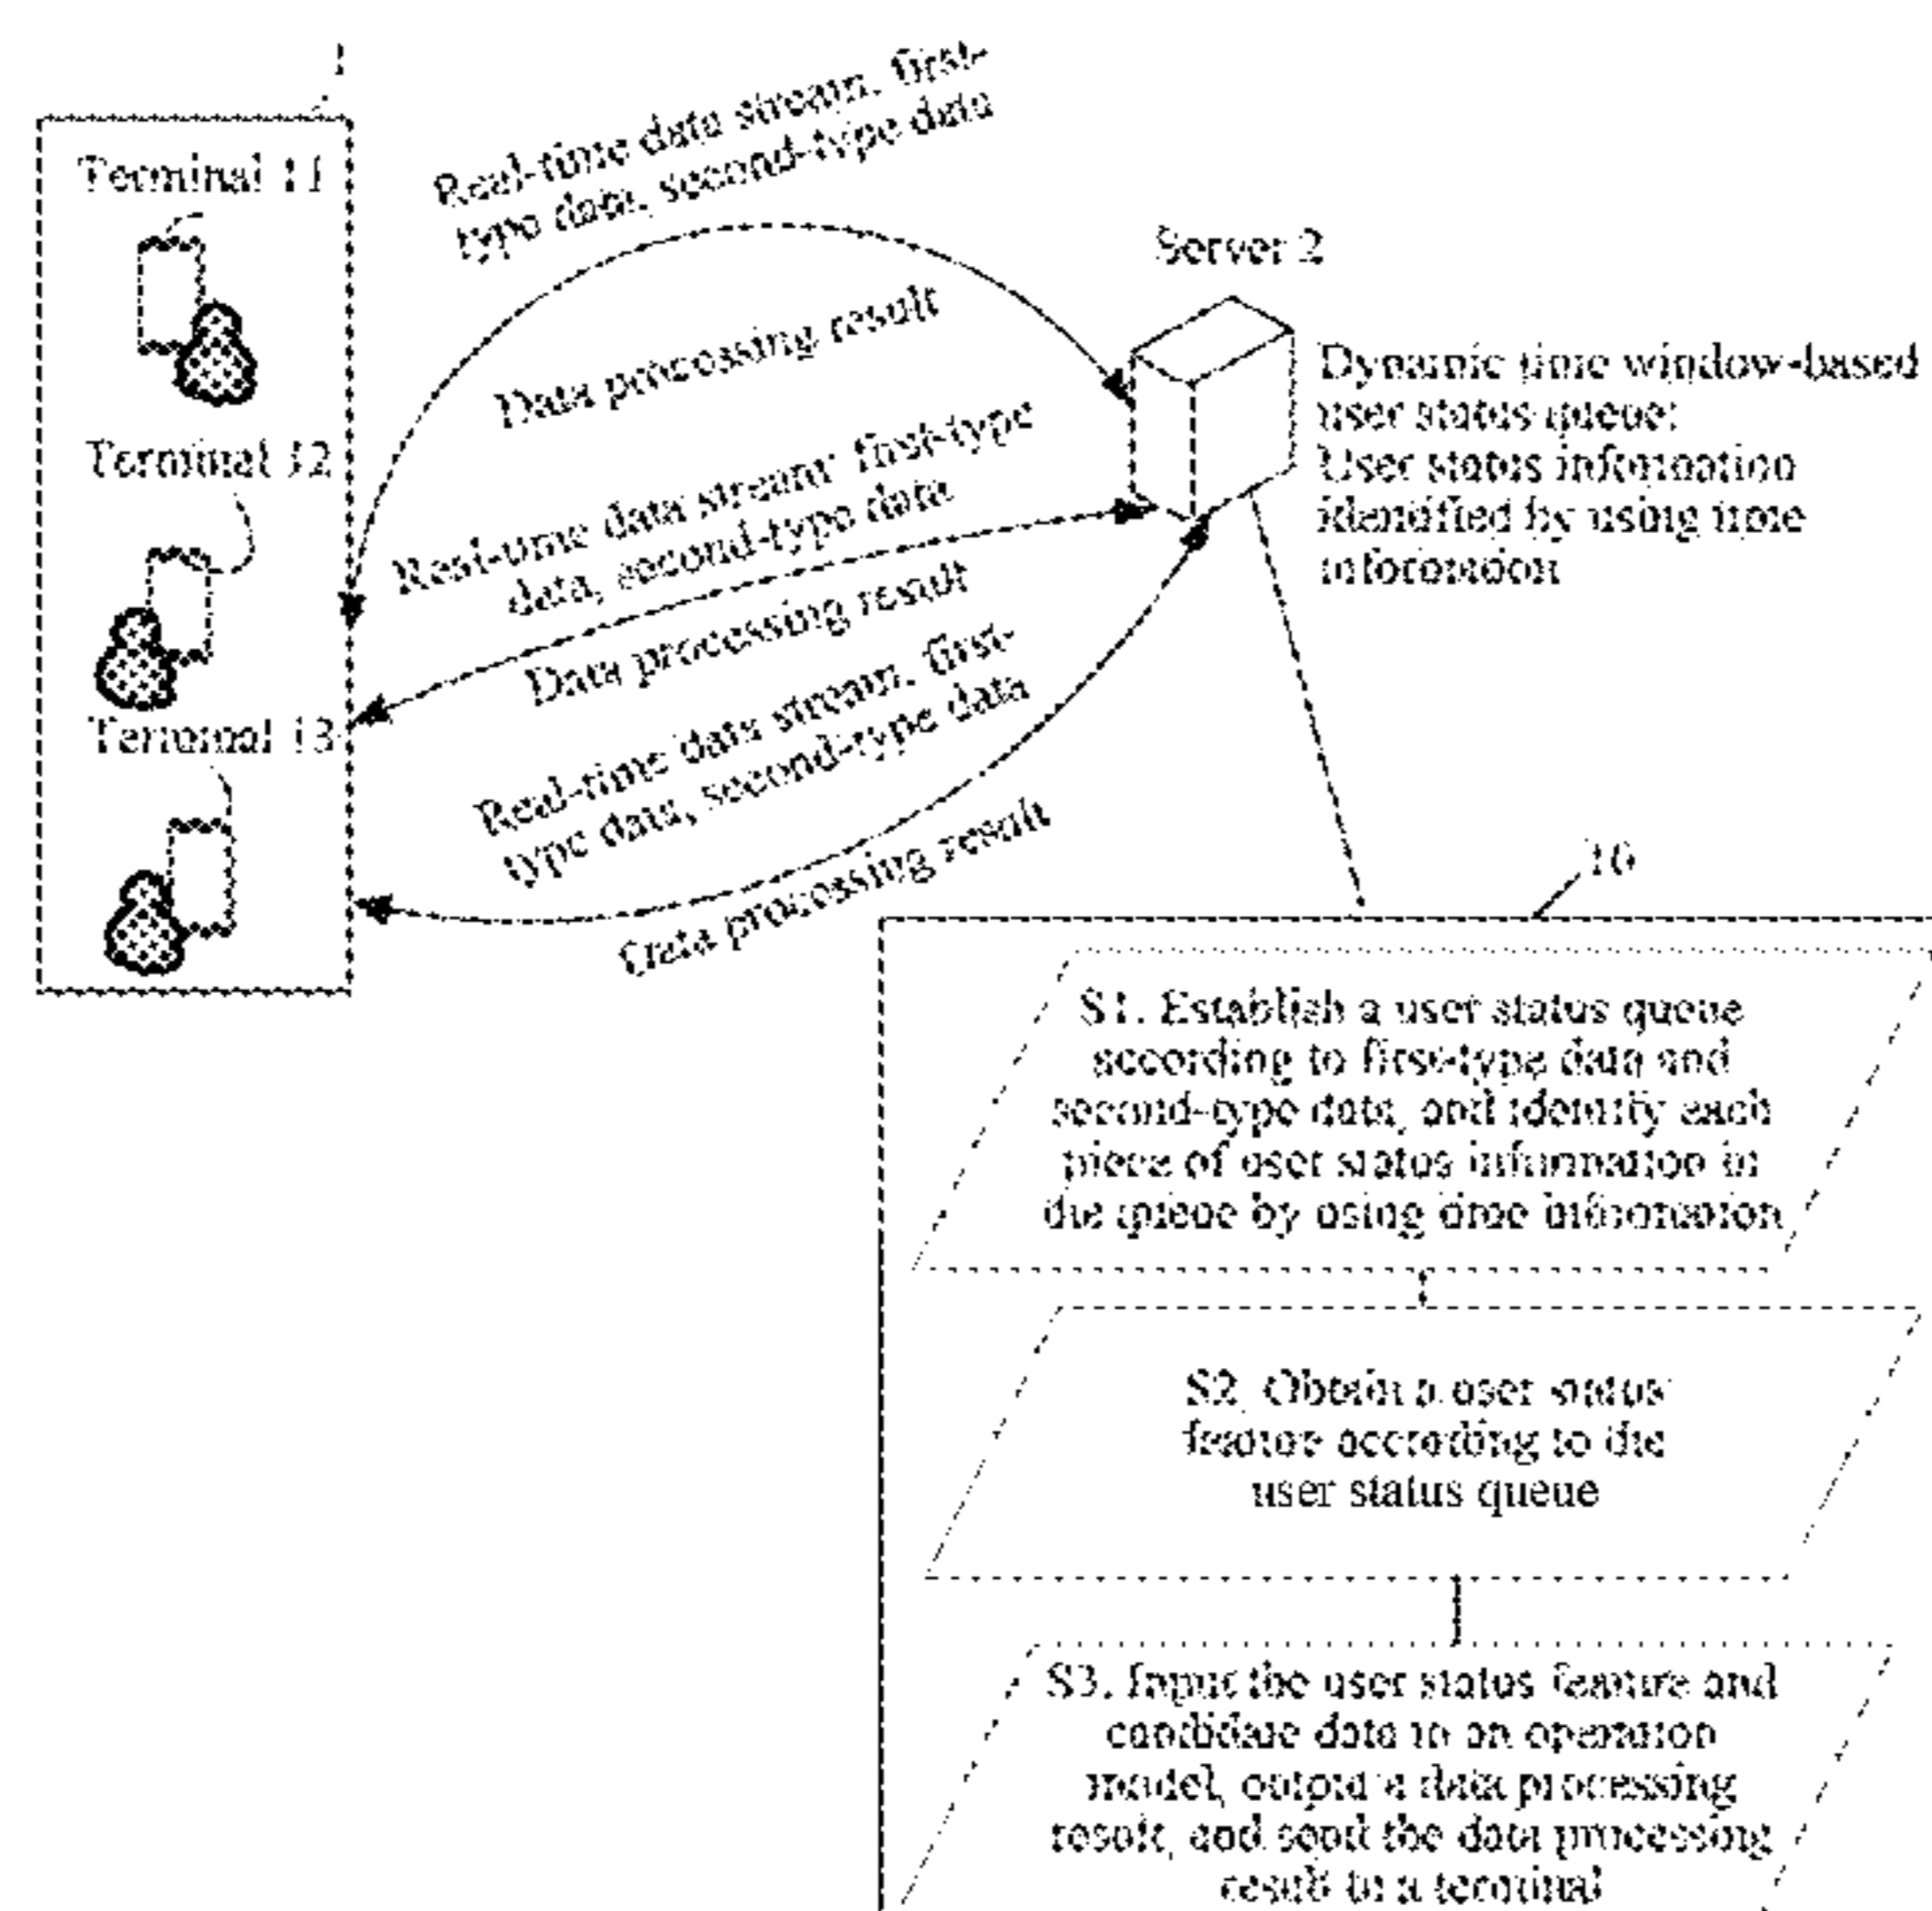 1
Terminal 11
Terminal 12
Terminal 13
Real-time data stream, first-
type data, second-type data
Data processing result
Real-time data stream, first-type
data, second-type data
Data processing result
Real-time data stream, first-
type data, second-type data
Data processing result
Server 2
Dynamic time window-based
user status queue:
User status information
identified by using time
information
10
S1. Establish a user status queue
according to first-type data and
second-type data, and identify each
piece of user status information in
the queue by using time information
S2. Obtain a user status
feature according to the
user status queue
S3. Input the user status feature and
candidate data to an operation
model, output a data processing
result, and send the data processing
result to a terminal